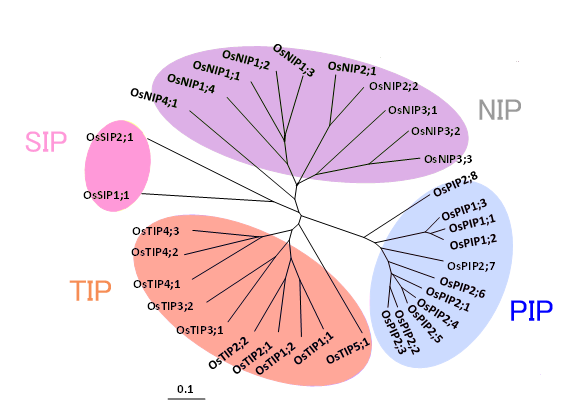 OsNIP1;2
OsNIP1;3
OsNIP1;1
OsNIP2;1
OsNIP1;4
OsNIP2;2
OsNIP4;1
OsNIP3;1
NIP
OsNIP3;2
SIP
OsSIP2;1
OsNIP3;3
OsPIP2;8
OsSIP1;1
OsPIP1;3
OsPIP1;1
OsTIP4;3
OsPIP1;2
OsTIP4;2
OsPIP2;7
OsTIP4;1
OsPIP2;6
TIP
OsPIP2;1
OsTIP3;2
PIP
OsPIP2;4
OsPIP2;5
OsTIP3;1
OsPIP2;2
OsPIP2;3
OsTIP2;2
OsTIP2;1
OsTIP1;2
OsTIP1;1
OsTIP5;1
0.1